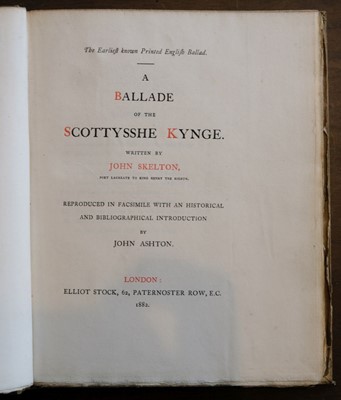 The Earliest known Printed English Ballad.
A
BALLADE
OF THE
SCOTTYSSHE KYNGE.
WRITTEN BY
JOHN SKELTON,
POET LAUREATE TO KING HENRY THE EIGHTH.
REPRODUCED IN FACSIMILE WITH AN HISTORICAL
AND BIBLIOGRAPHICAL INTRODUCTION
BY
JOHN ASHTON.
LONDON:
ELLIOT STOCK, 62, PATERNOSTER ROW, E.C.
1882.